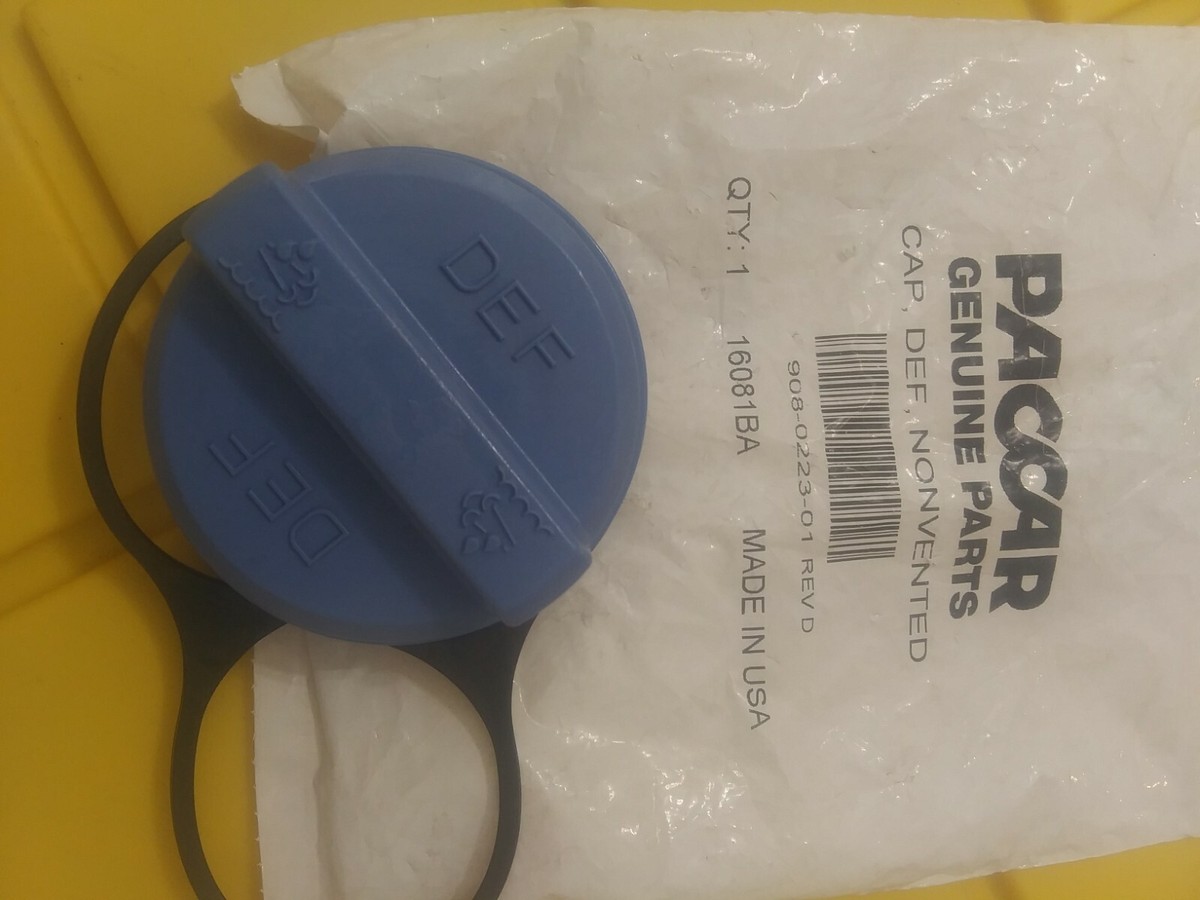 PACCAR
GENUINE PARTS
CAP, DEF, NONVENTED
908-0223-01 REV D
QTY: 1 16081BA MADE IN USA
DEF
DEF